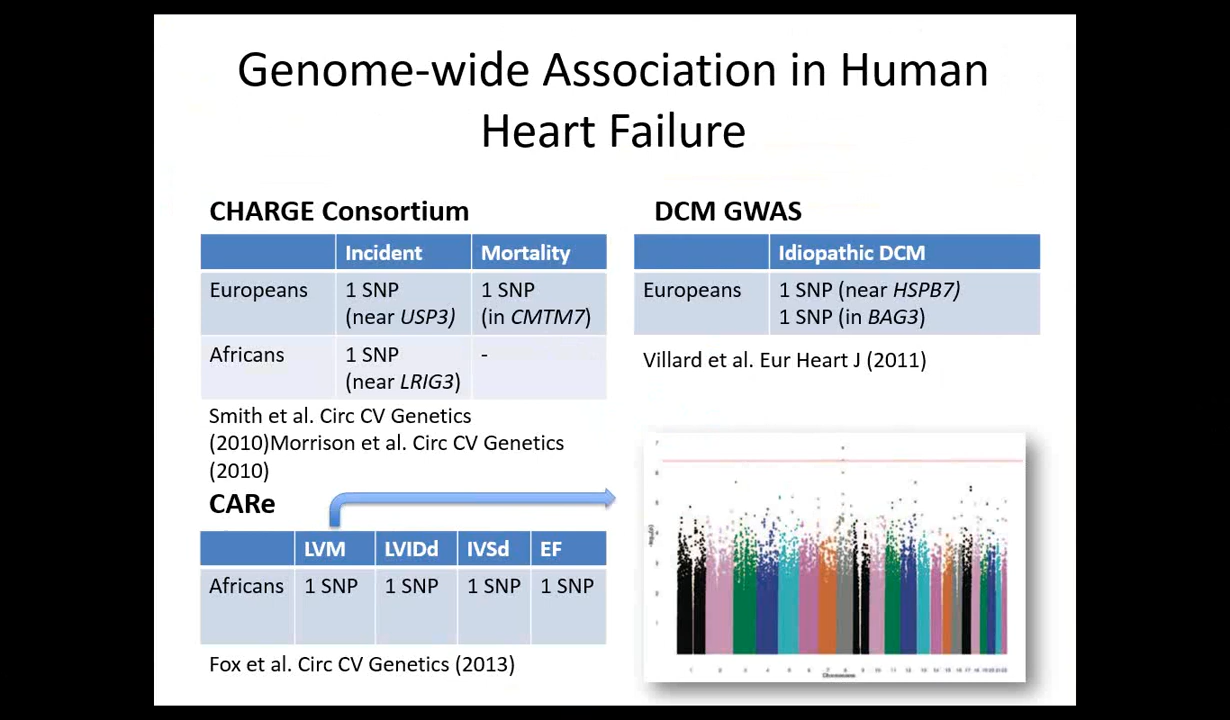 Genome-wide Association in Human
Heart Failure
CHARGE Consortium
Incident Mortality
Europeans 1 SNP 1 SNP
(near USP3) (in CMTM7)
Africans 1 SNP -
(near LRIG3)
Smith et al. Circ CV Genetics
(2010)Morrison et al. Circ CV Genetics
(2010)
CARe
LVM LVIDd IVSd EF
Africans 1 SNP 1 SNP 1 SNP 1 SNP
Fox et al. Circ CV Genetics (2013)
DCM GWAS
Idiopathic DCM
Europeans 1 SNP (near HSPB7)
1 SNP (in BAG3)
Villard et al. Eur Heart J (2011)
Chromosome